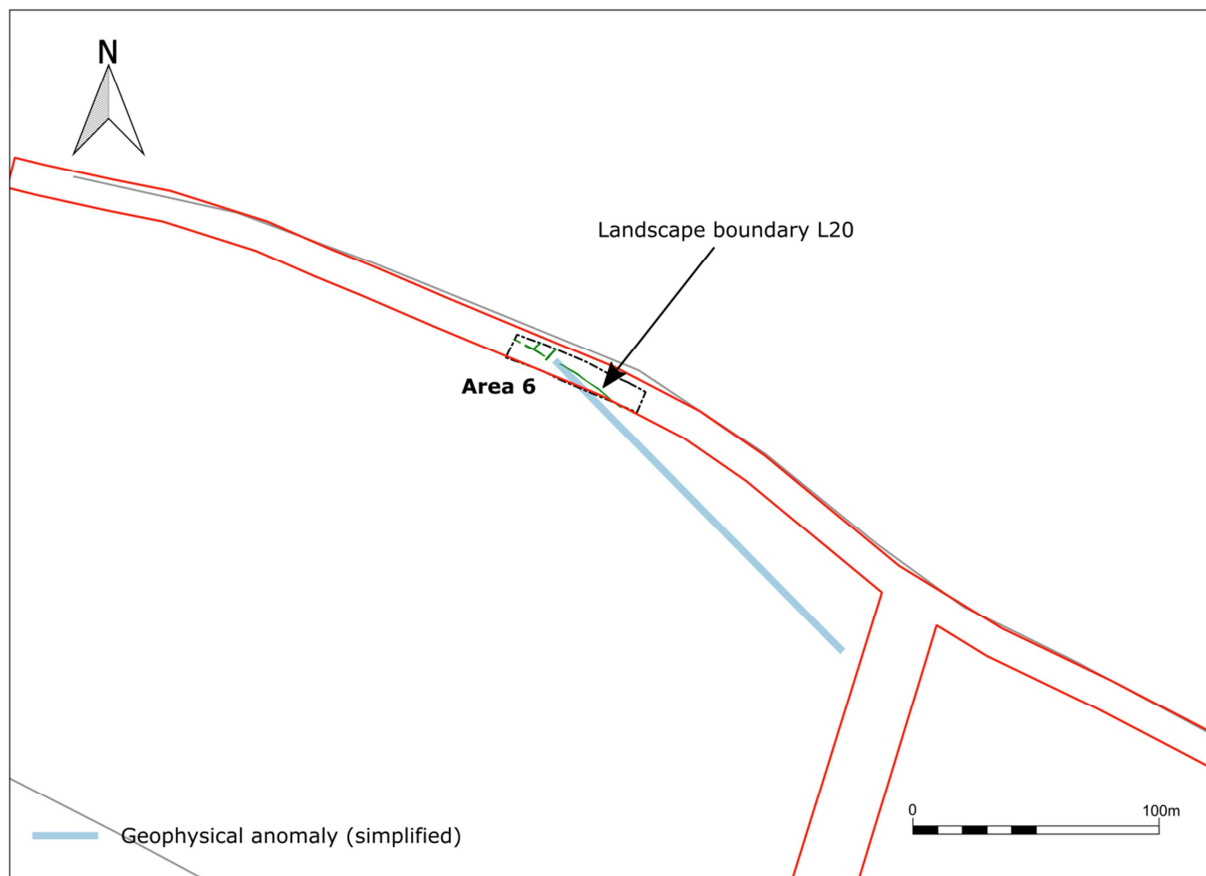 N
Landscape boundary L20
Area 6
0 100m
Geophysical anomaly (simplified)